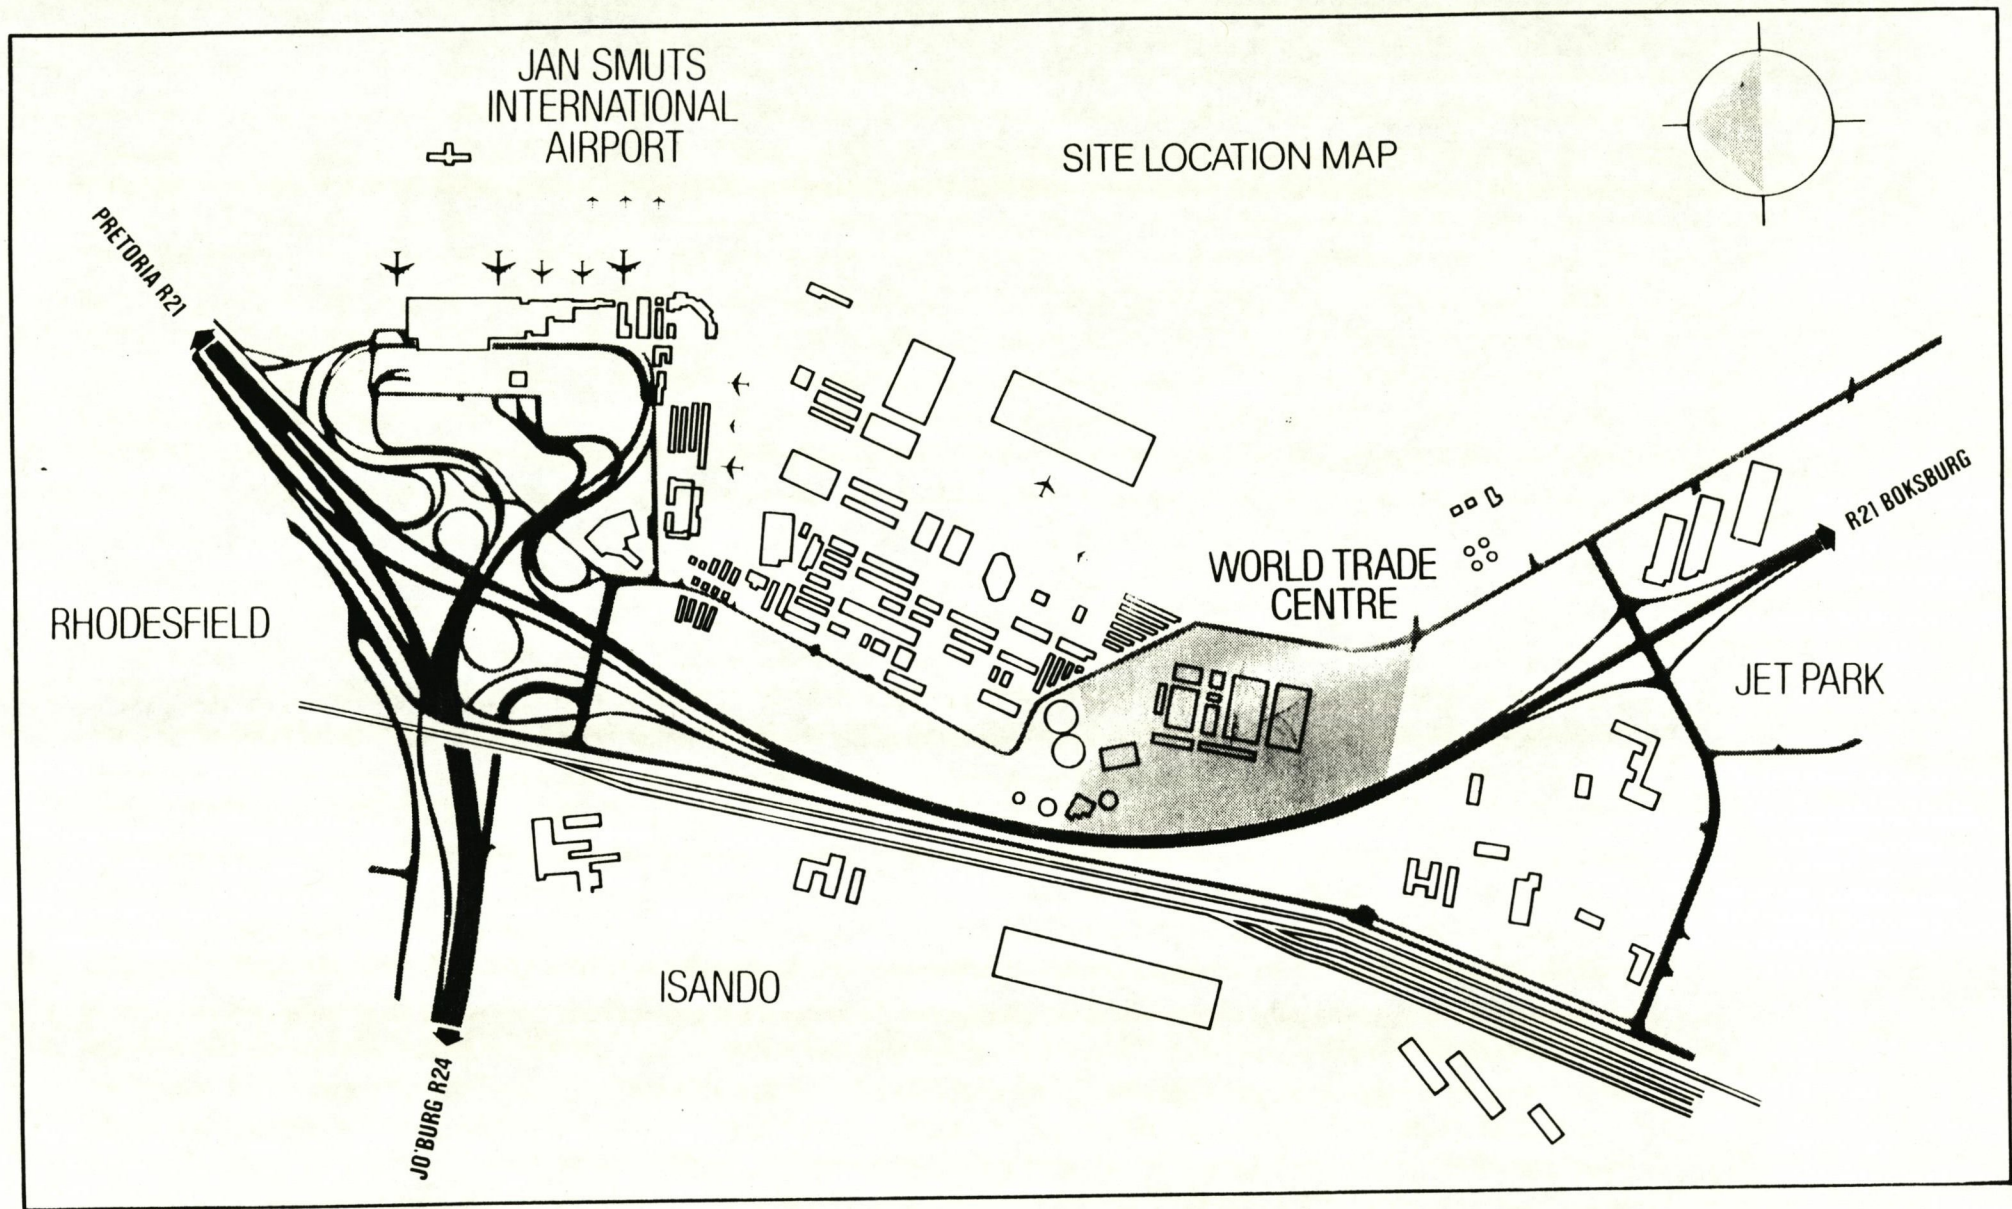 JAN SMUTS
INTERNATIONAL
AIRPORT
SITE LOCATION MAP
PRETORIA R21
R21 BOKSBURG
WORLD TRADE
CENTRE
RHODESFIELD
JET PARK
ISANDO
JO'BURG R24